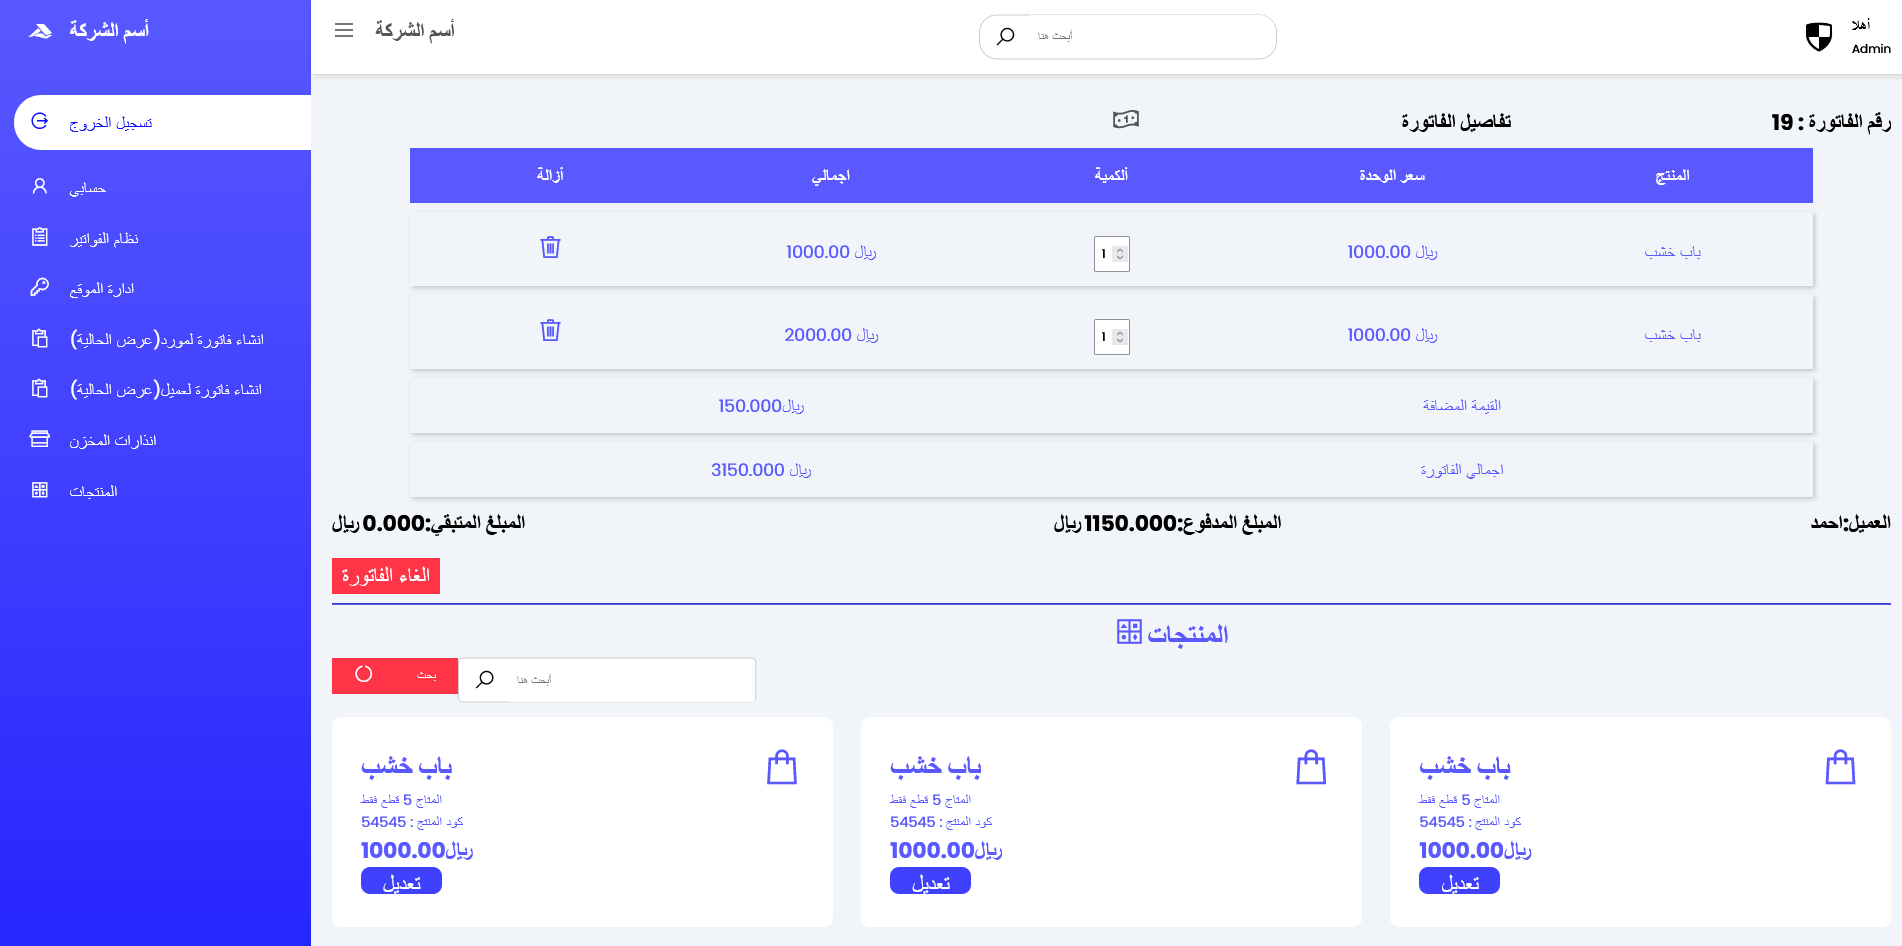 أسم الشركة
تسجيل الخروج
حسابي
نظام الفواتير
ادارة الموقع
انشاء فاتورة لمورد(عرض الحالية)
انشاء فاتورة لعميل(عرض الحالية)
انذارات المخزن
المنتجات
أسم الشركة
أبحث هنا
أهلا
Admin
رقم الفاتورة : 19
تفاصيل الفاتورة
المنتج سعر الوحدة ألكمية اجمالي أزالة
باب خشب 1000.00 ريال 1 1000.00 ريال
باب خشب 1000.00 ريال 1 2000.00 ريال
القيمة المضافة 150.000ريال
اجمالي الفاتورة 3150.000 ريال
العميل:احمد
المبلغ المدفوع:1150.000 ريال
المبلغ المتبقي:0.000 ريال
الغاء الفاتورة
المنتجات
أبحث هنا
بحث
باب خشب
المتاج 5 قطع فقط
كود المنتج : 54545
1000.00ريال
تعديل
باب خشب
المتاج 5 قطع فقط
كود المنتج : 54545
1000.00ريال
تعديل
باب خشب
المتاج 5 قطع فقط
كود المنتج : 54545
1000.00ريال
تعديل